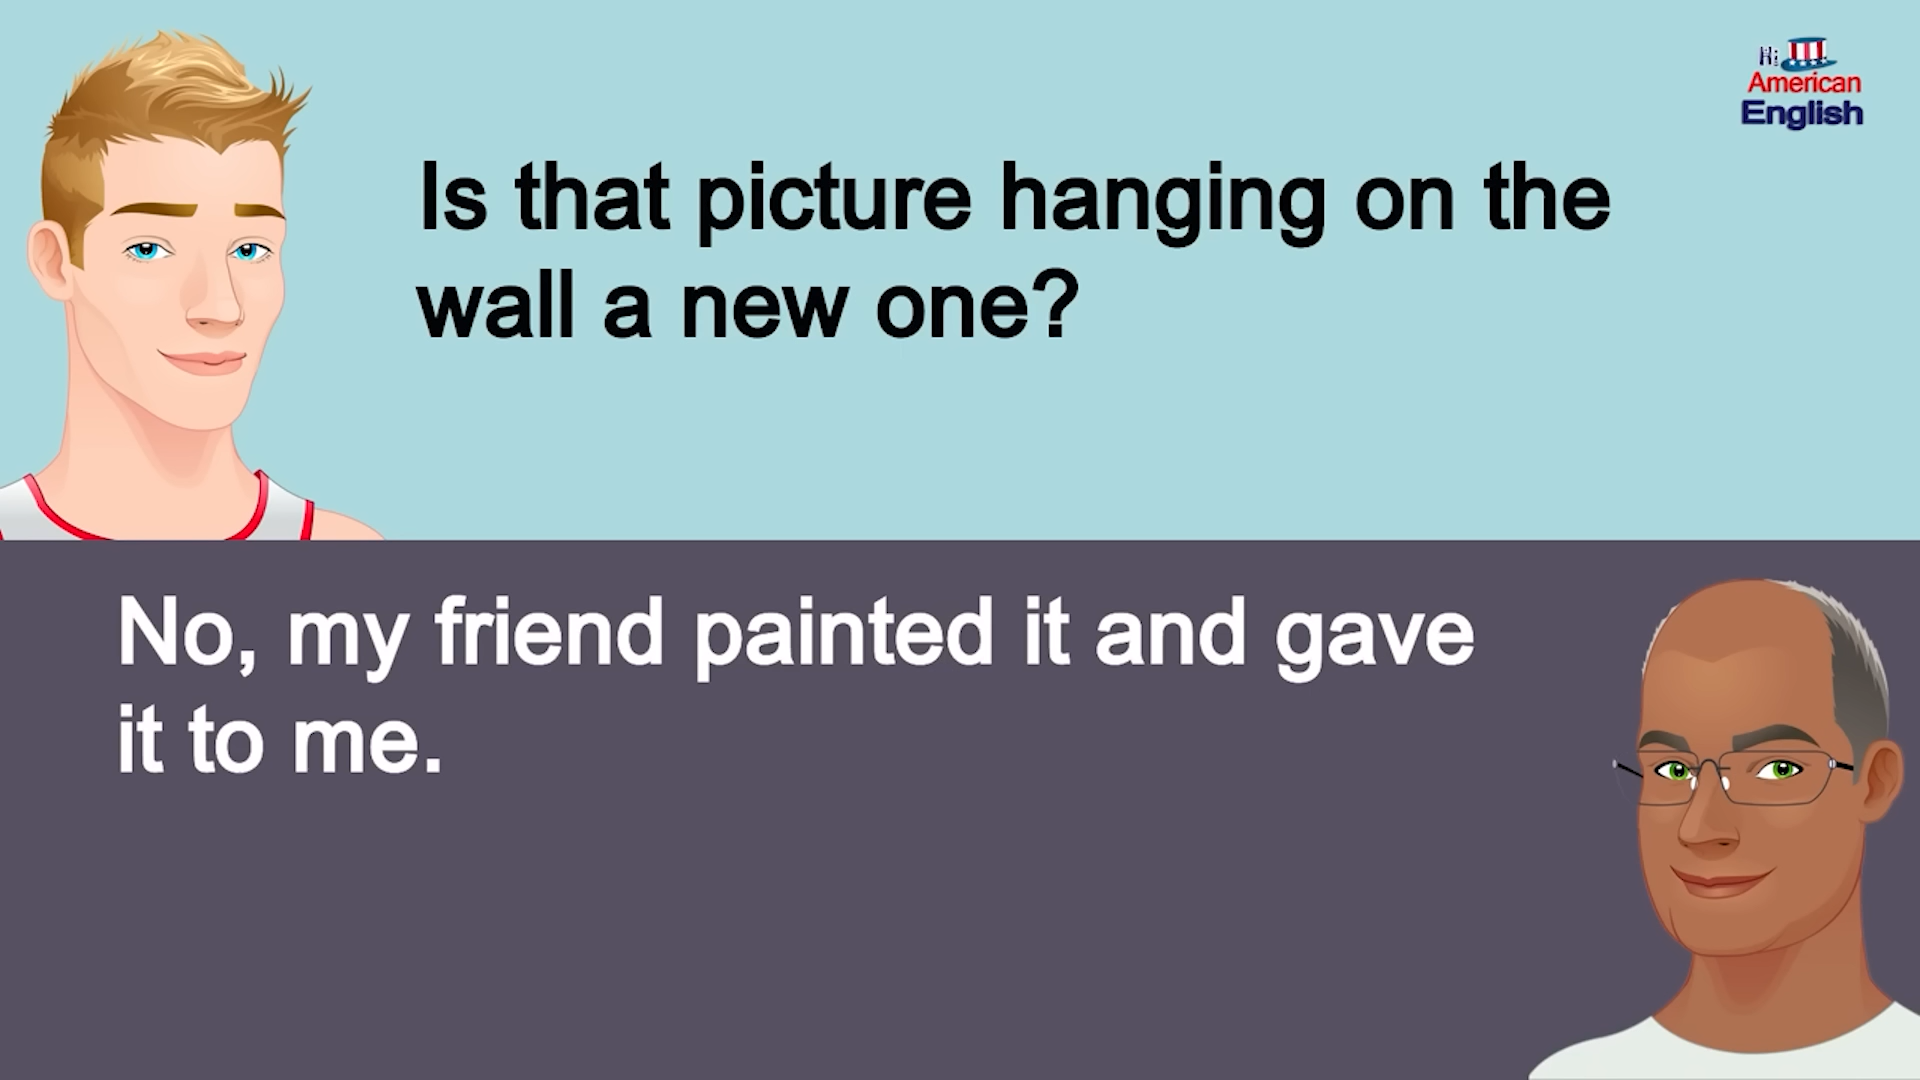 Hi
American
English
Is that picture hanging on the
wall a new one?
No, my friend painted it and gave
it to me.